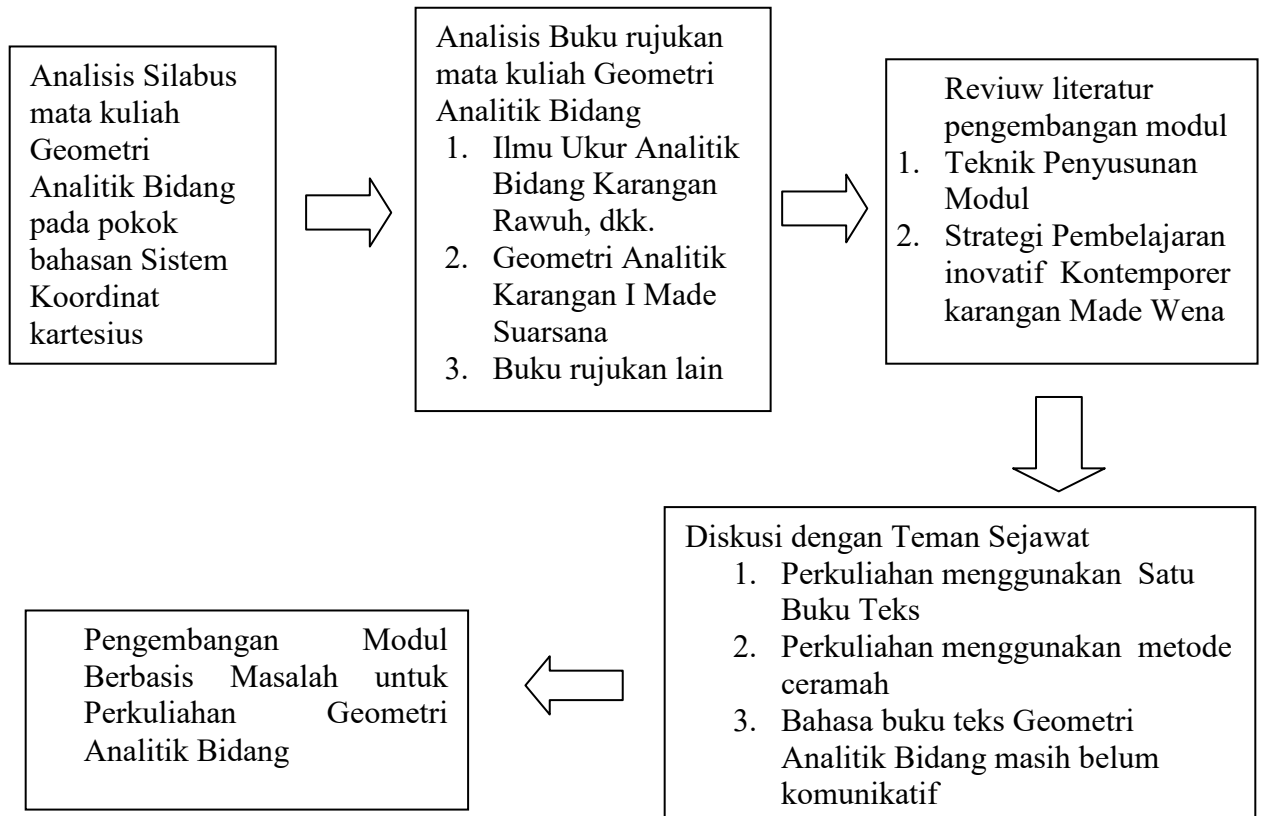 Analisis Silabus
mata kuliah
Geometri
Analitik Bidang
pada pokok
bahasan Sistem
Koordinat
kartesius
Analisis Buku rujukan
mata kuliah Geometri
Analitik Bidang
1. Ilmu Ukur Analitik
Bidang Karangan
Rawuh, dkk.
2. Geometri Analitik
Karangan I Made
Suarsana
3. Buku rujukan lain
Reviuw literatur
pengembangan modul
1. Teknik Penyusunan
Modul
2. Strategi Pembelajaran
inovatif Kontemporer
karangan Made Wena
Diskusi dengan Teman Sejawat
1. Perkuliahan menggunakan Satu
Buku Teks
2. Perkuliahan menggunakan metode
ceramah
3. Bahasa buku teks Geometri
Analitik Bidang masih belum
komunikatif
Pengembangan Modul
Berbasis Masalah untuk
Perkuliahan Geometri
Analitik Bidang